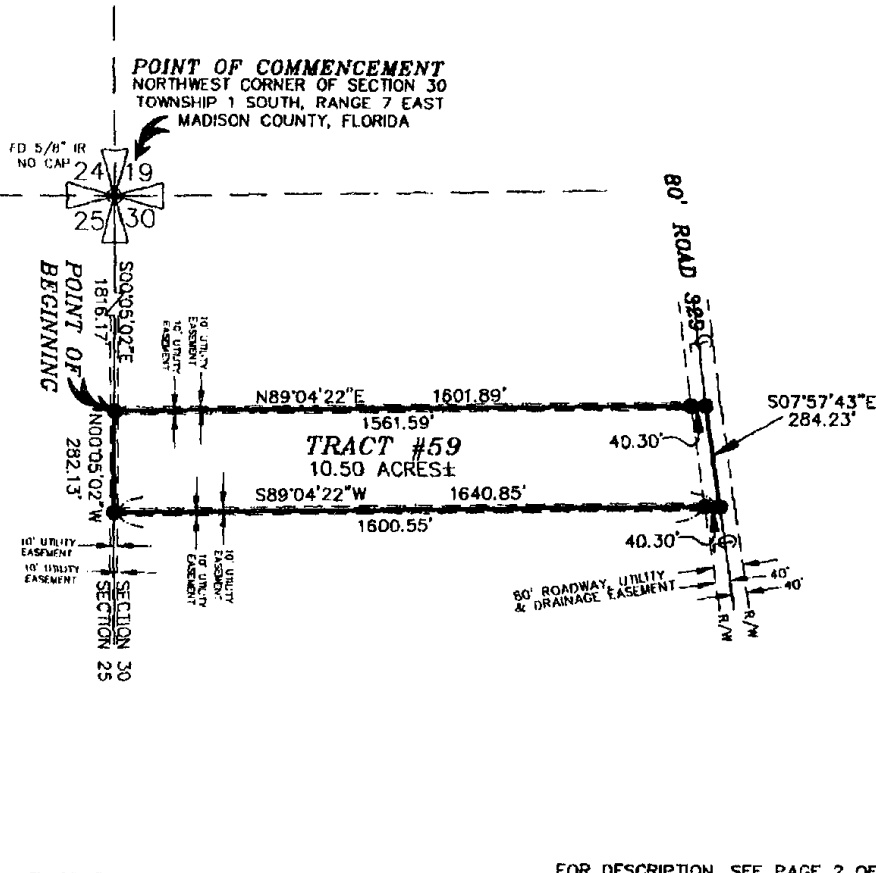 POINT OF COMMENCEMENT
NORTHWEST CORNER OF SECTION 30
TOWNSHIP 1 SOUTH, RANGE 7 EAST
MADISON COUNTY, FLORIDA
FD 5/8" IR
NO CAP
24 19
25 30
80' ROAD 329
S00°05'02"E
1816.17'
POINT OF
BEGINNING
10' UTILITY
EASEMENT
10' UTILITY
EASEMENT
N89°04'22"E 1601.89'
1561.59'
S07°57'43"E
284.23'
TRACT #59
10.50 ACRES±
40.30'
N00°05'02"W
282.13'
S89°04'22"W 1640.85'
1600.55'
40.30'
10' UTILITY
EASEMENT
10' UTILITY
EASEMENT
10' UTILITY
EASEMENT
10' UTILITY
EASEMENT
80' ROADWAY, UTILITY
& DRAINAGE EASEMENT
40'
40'
R/W
R/W
SECTION 30
SECTION 25
FOR DESCRIPTION, SEE PAGE 2 OF